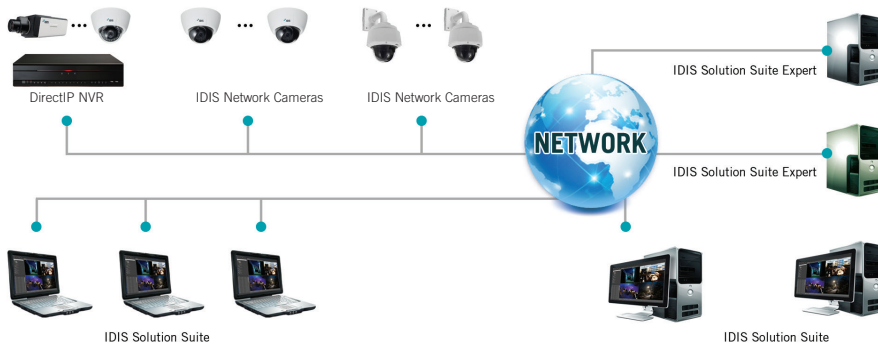 IDIS Solution Suite Expert
DirectIP NVR
IDIS Network Cameras
IDIS Network Cameras
NETWORK
IDIS Solution Suite Expert
IDIS Solution Suite
IDIS Solution Suite